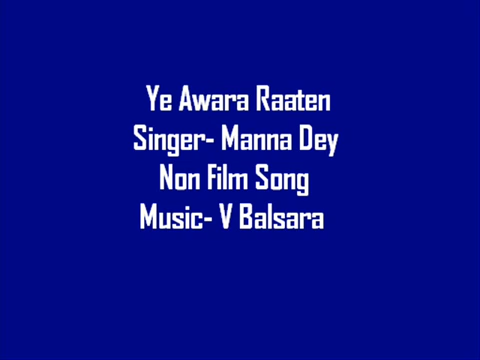 Ye Awara Raaten
Singer- Manna Dey
Non Film Song
Music- V Balsara